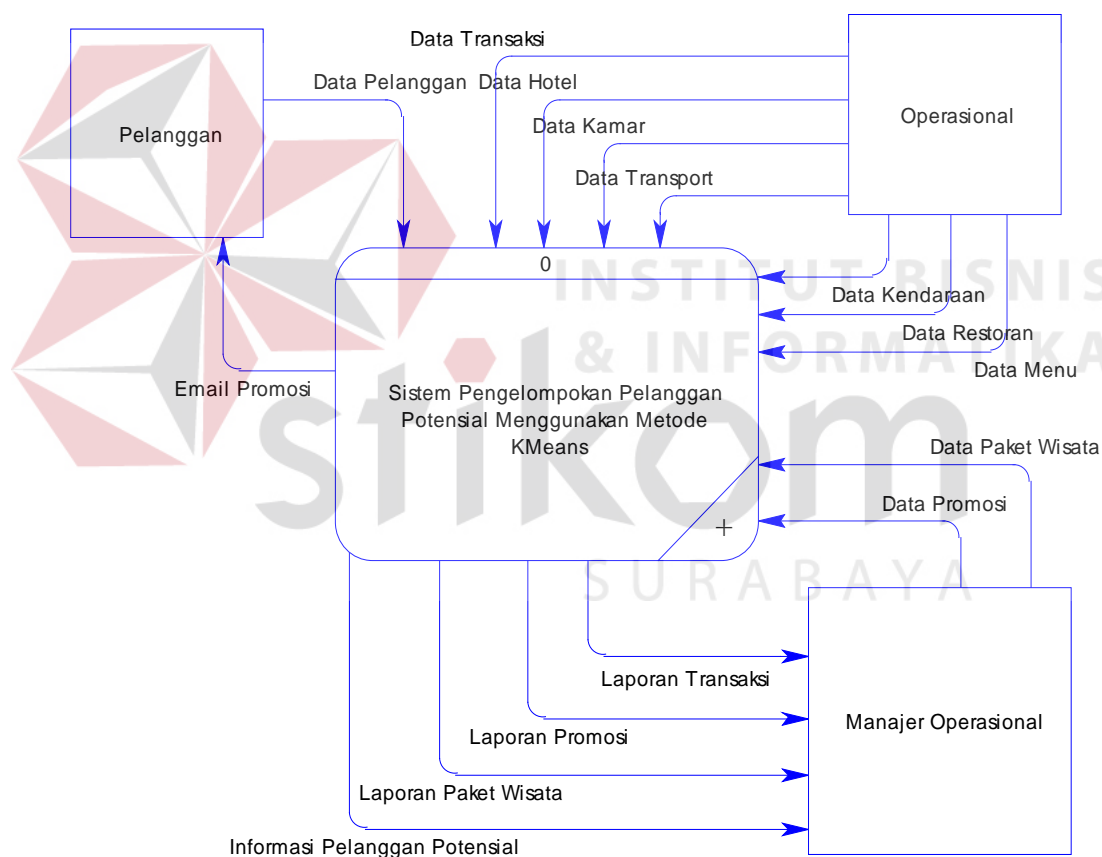 Data Transaksi
Data Pelanggan Data Hotel
Operasional
Data Kamar
Pelanggan
Data Transport
0
INSTITUT BISNIS
Data Kendaraan
Data Restoran
& INFORMATIKA
Data Menu
Email Promosi
Sistem Pengelompokan Pelanggan
Potensial Menggunakan Metode
KMeans
stikom
Data Paket Wisata
Data Promosi
+
SURABAYA
Laporan Transaksi
Manajer Operasional
Laporan Promosi
Laporan Paket Wisata
Informasi Pelanggan Potensial